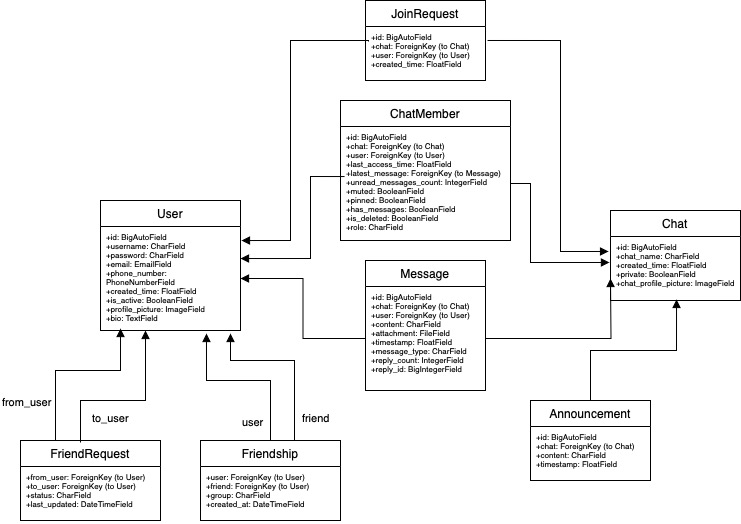 JoinRequest
+id: BigAutoField
+chat: ForeignKey (to Chat)
+user: ForeignKey (to User)
+created_time: FloatField
ChatMember
+id: BigAutoField
+chat: ForeignKey (to Chat)
+user: ForeignKey (to User)
+last_access_time: FloatField
+latest_message: ForeignKey (to Message)
+unread_messages_count: IntegerField
+muted: BooleanField
+pinned: BooleanField
+has_messages: BooleanField
+is_deleted: BooleanField
+role: CharField
User
+id: BigAutoField
+username: CharField
+password: CharField
+email: EmailField
+phone_number:
PhoneNumberField
+created_time: FloatField
+is_active: BooleanField
+profile_picture: ImageField
+bio: TextField
Chat
+id: BigAutoField
+chat_name: CharField
+created_time: FloatField
+private: BooleanField
+chat_profile_picture: ImageField
Message
+id: BigAutoField
+chat: ForeignKey (to Chat)
+user: ForeignKey (to User)
+content: CharField
+attachment: FileField
+timestamp: FloatField
+message_type: CharField
+reply_count: IntegerField
+reply_id: BigIntegerField
from_user
to_user
user
friend
FriendRequest
+from_user: ForeignKey (to User)
+to_user: ForeignKey (to User)
+status: CharField
+last_updated: DateTimeField
Friendship
+user: ForeignKey (to User)
+friend: ForeignKey (to User)
+group: CharField
+created_at: DateTimeField
Announcement
+id: BigAutoField
+chat: ForeignKey (to Chat)
+content: CharField
+timestamp: FloatField